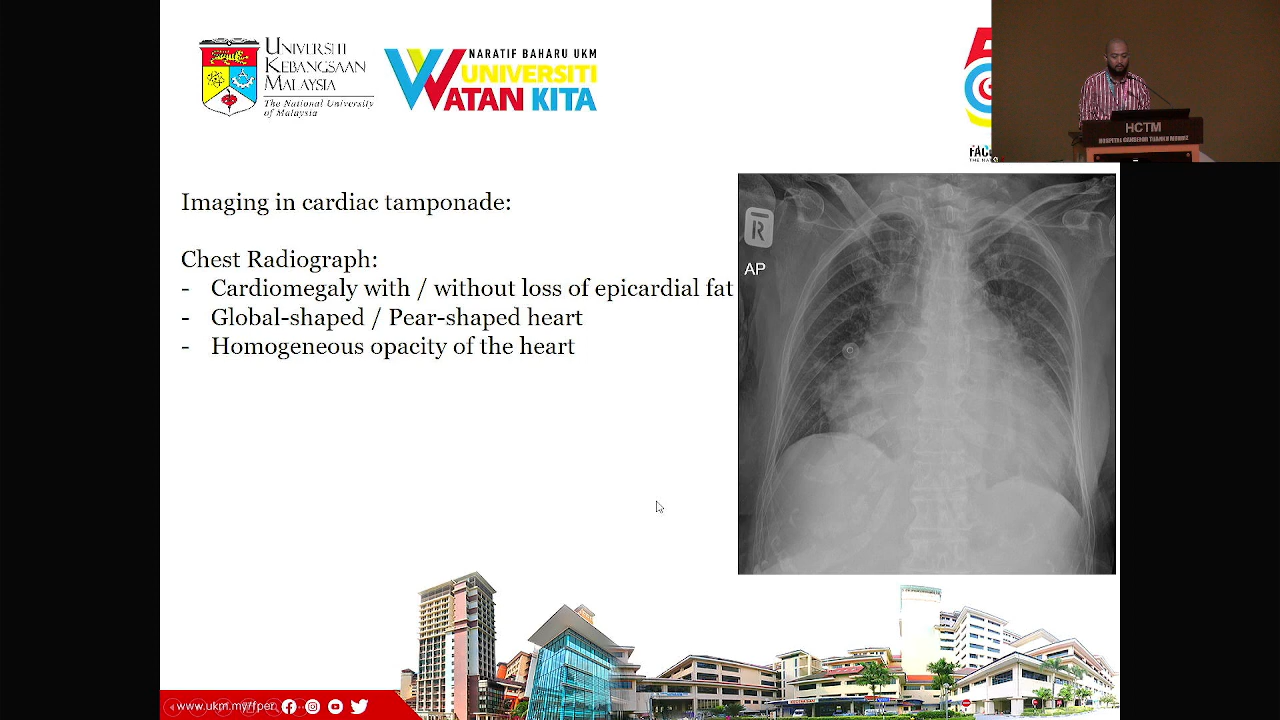 UNIVERSITI
KEBANGSAAN
MALAYSIA
The National University
of Malaysia
NARATIF BAHARU UKM
UNIVERSITI
WATAN KITA
5
FAC
HCTM
Imaging in cardiac tamponade:
Chest Radiograph:
- Cardiomegaly with / without loss of epicardial fat
- Global-shaped / Pear-shaped heart
- Homogeneous opacity of the heart
R
AP
www.ukm.my/fper